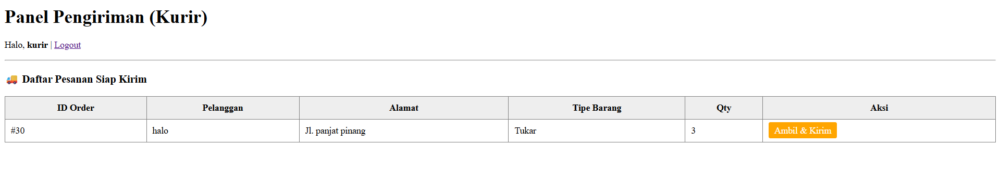 Panel Pengiriman (Kurir)
Halo, kurir | Logout
🚚 Daftar Pesanan Siap Kirim
ID Order Pelanggan Alamat Tipe Barang Qty Aksi
#30 halo Jl. panjat pinang Tukar 3 Ambil & Kirim